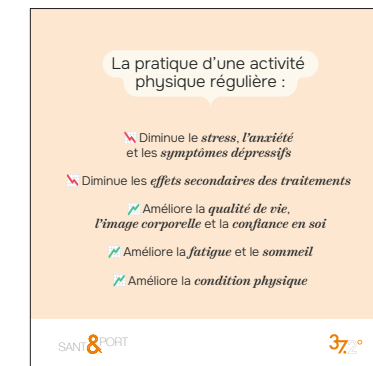 La pratique d'une activité
physique régulière :
Diminue le stress, l'anxiété
et les symptômes dépressifs
Diminue les effets secondaires des traitements
Améliore la qualité de vie,
l'image corporelle et la confiance en soi
Améliore la fatigue et le sommeil
Améliore la condition physique
SANT&PORT
37.2°